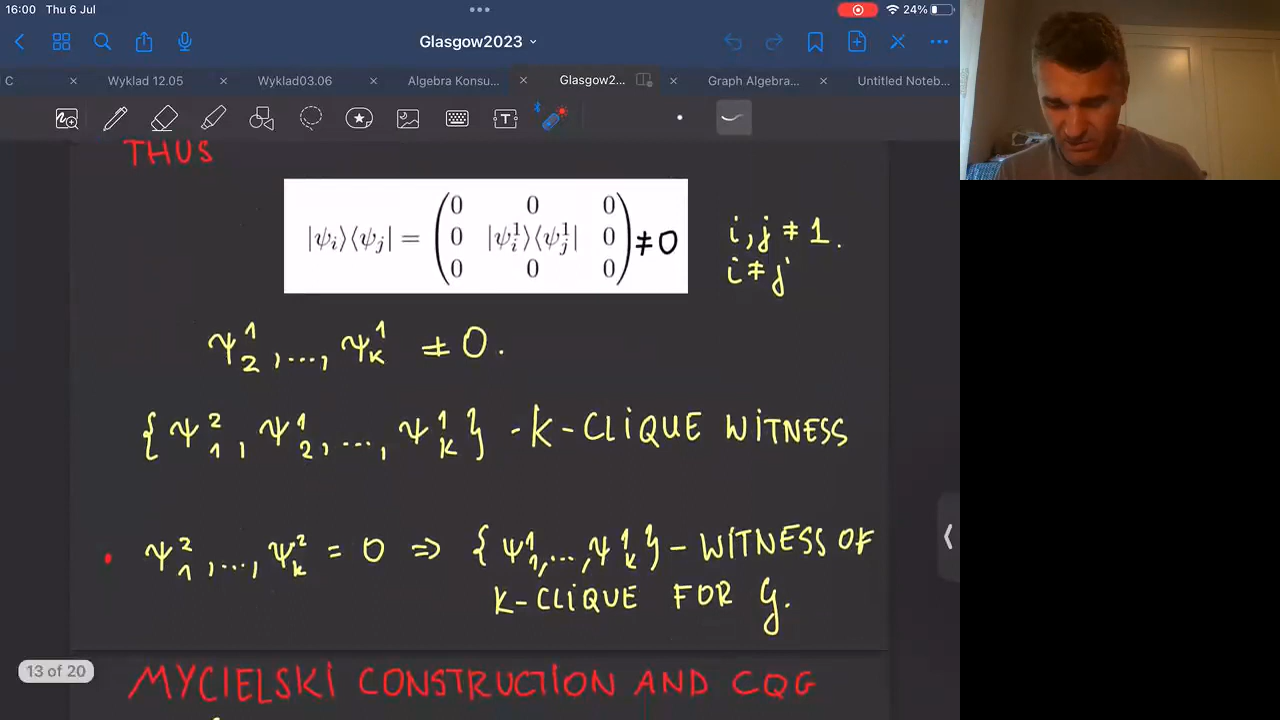 16:00 Thu 6 Jul
24%
Glasgow2023
C
Wyklad 12.05
Wyklad03.06
Algebra Konsu...
Glasgow2...
Graph Algebra...
Untitled Noteb...
THUS
|ψᵢ⟩⟨ψⱼ| = ( 0 0 0
0 |ψᵢ¹⟩⟨ψⱼ¹| 0
0 0 0 ) ≠ 0
i, j ≠ 1.
i ≠ j
ψ₂¹, ..., ψₖ¹ ≠ 0.
{ψ₁², ψ₂¹, ..., ψₖ¹} - K-CLIQUE WITNESS
• ψ₁², ..., ψₖ² = 0 ⇒ {ψ₁¹, ..., ψₖ¹} - WITNESS OF
K-CLIQUE FOR G.
13 of 20
MYCIELSKI CONSTRUCTION AND CQG